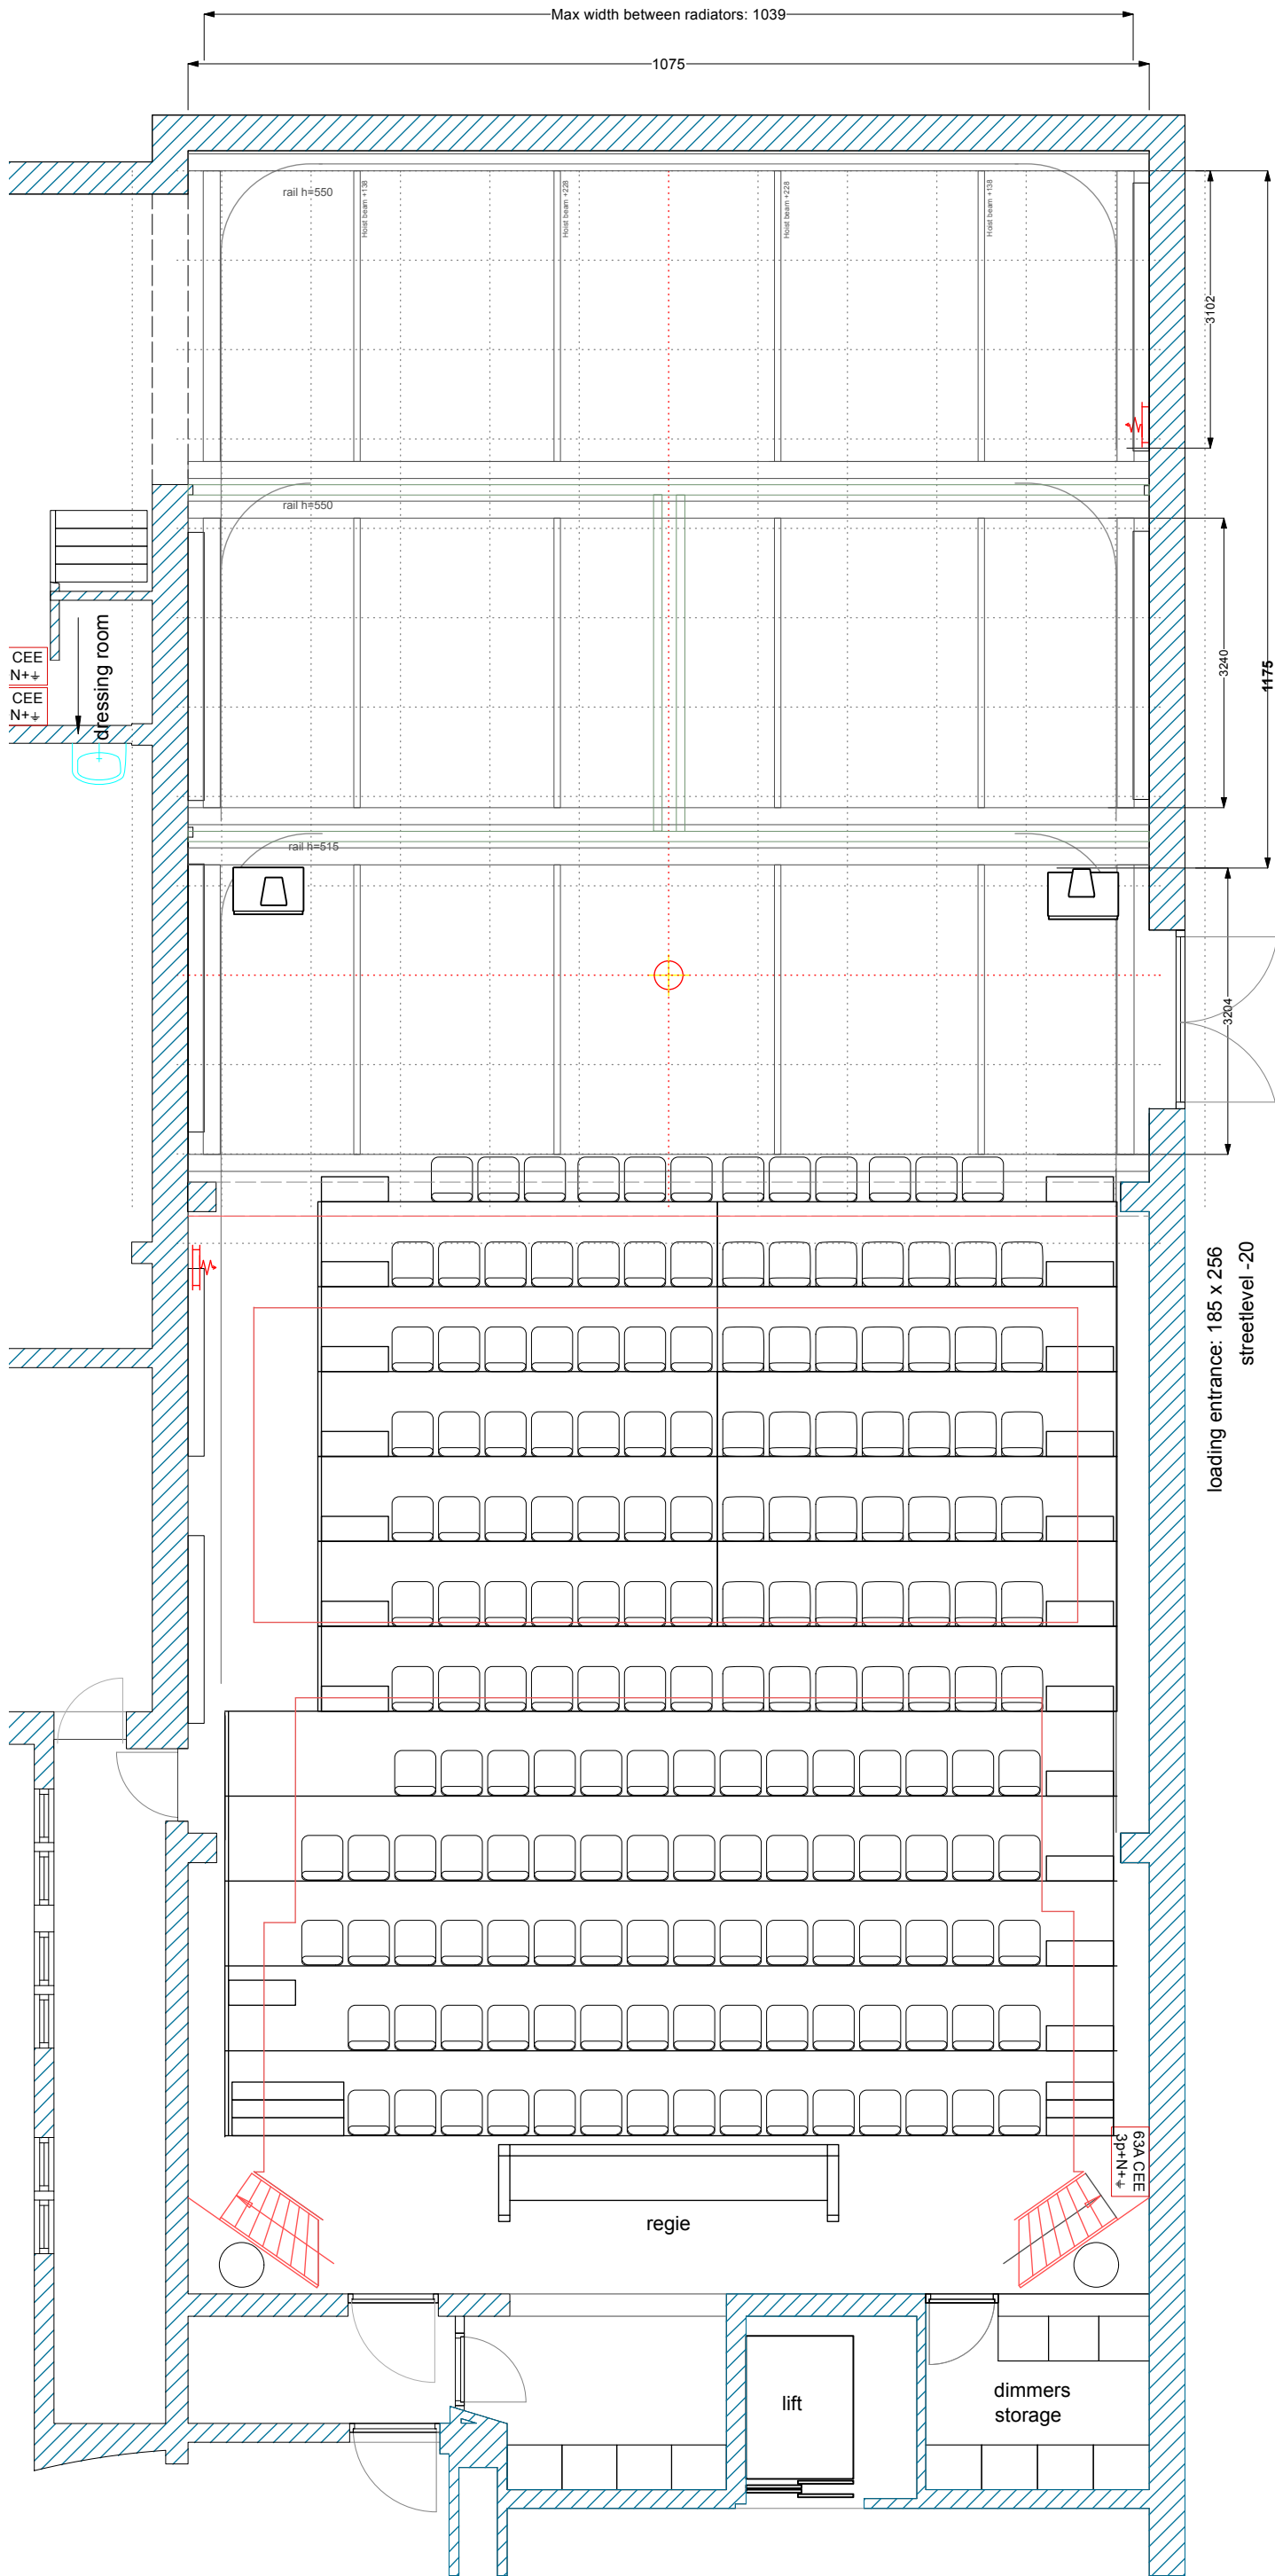 Max width between radiators: 1039
1075
rail h=550
Hoist beam +138
Hoist beam +228
Hoist beam +228
Hoist beam +138
3102
rail h=550
dressing room
CEE
N+⏚
CEE
N+⏚
3240
1175
rail h=515
3204
loading entrance: 185 x 256
streetlevel -20
63A CEE
3p+N+⏚
regie
lift
dimmers
storage